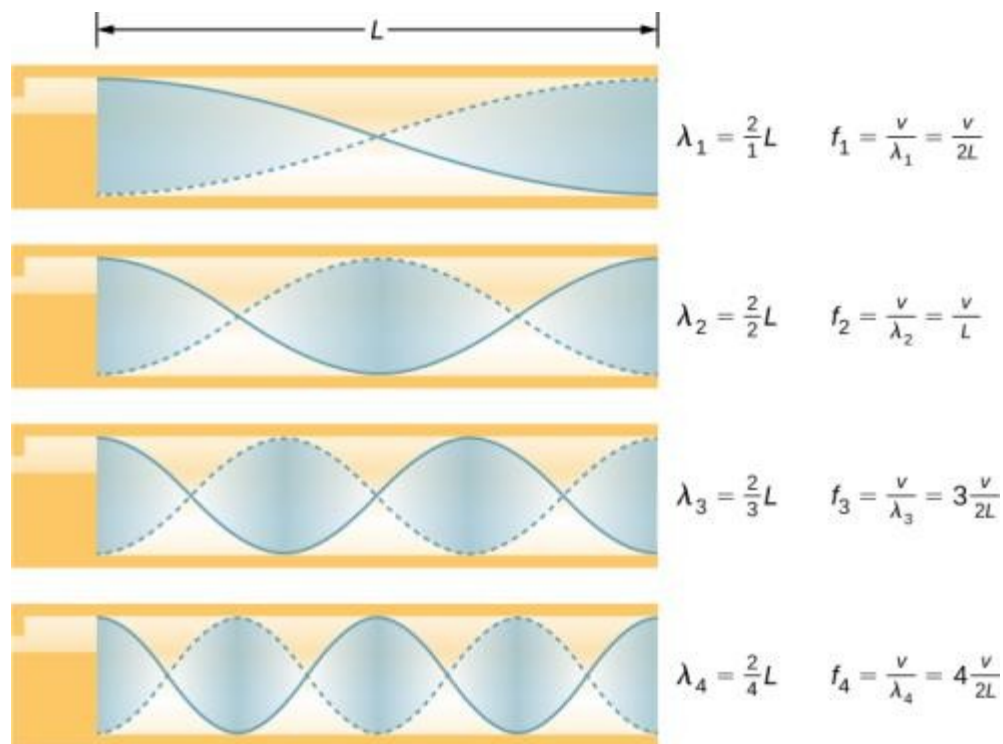 L
λ₁ = 2/1 L f₁ = v/λ₁ = v/2L
λ₂ = 2/2 L f₂ = v/λ₂ = v/L
λ₃ = 2/3 L f₃ = v/λ₃ = 3 v/2L
λ₄ = 2/4 L f₄ = v/λ₄ = 4 v/2L